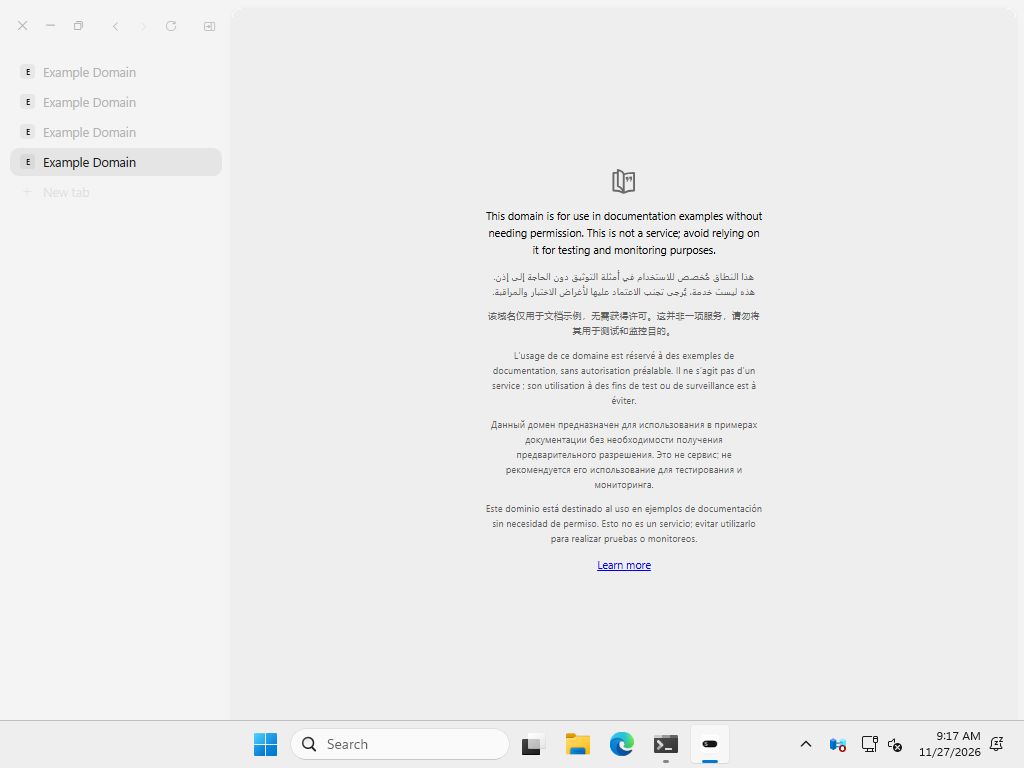 E Example Domain
E Example Domain
E Example Domain
E Example Domain
+ New tab
This domain is for use in documentation examples without
needing permission. This is not a service; avoid relying on
it for testing and monitoring purposes.
هذا النطاق مُخصص للاستخدام في أمثلة التوثيق دون الحاجة إلى إذن.
هذه ليست خدمة، يُرجى تجنب الاعتماد عليها لأغراض الاختبار والمراقبة.
该域名仅用于文档示例，无需获得许可。这并非一项服务，请勿将
其用于测试和监控目的。
L'usage de ce domaine est réservé à des exemples de
documentation, sans autorisation préalable. Il ne s'agit pas d'un
service ; son utilisation à des fins de test ou de surveillance est à
éviter.
Данный домен предназначен для использования в примерах
документации без необходимости получения
предварительного разрешения. Это не сервис; не
рекомендуется его использование для тестирования и
мониторинга.
Este dominio está destinado al uso en ejemplos de documentación
sin necesidad de permiso. Esto no es un servicio; evitar utilizarlo
para realizar pruebas o monitoreos.
Learn more
Search
9:17 AM
11/27/2026